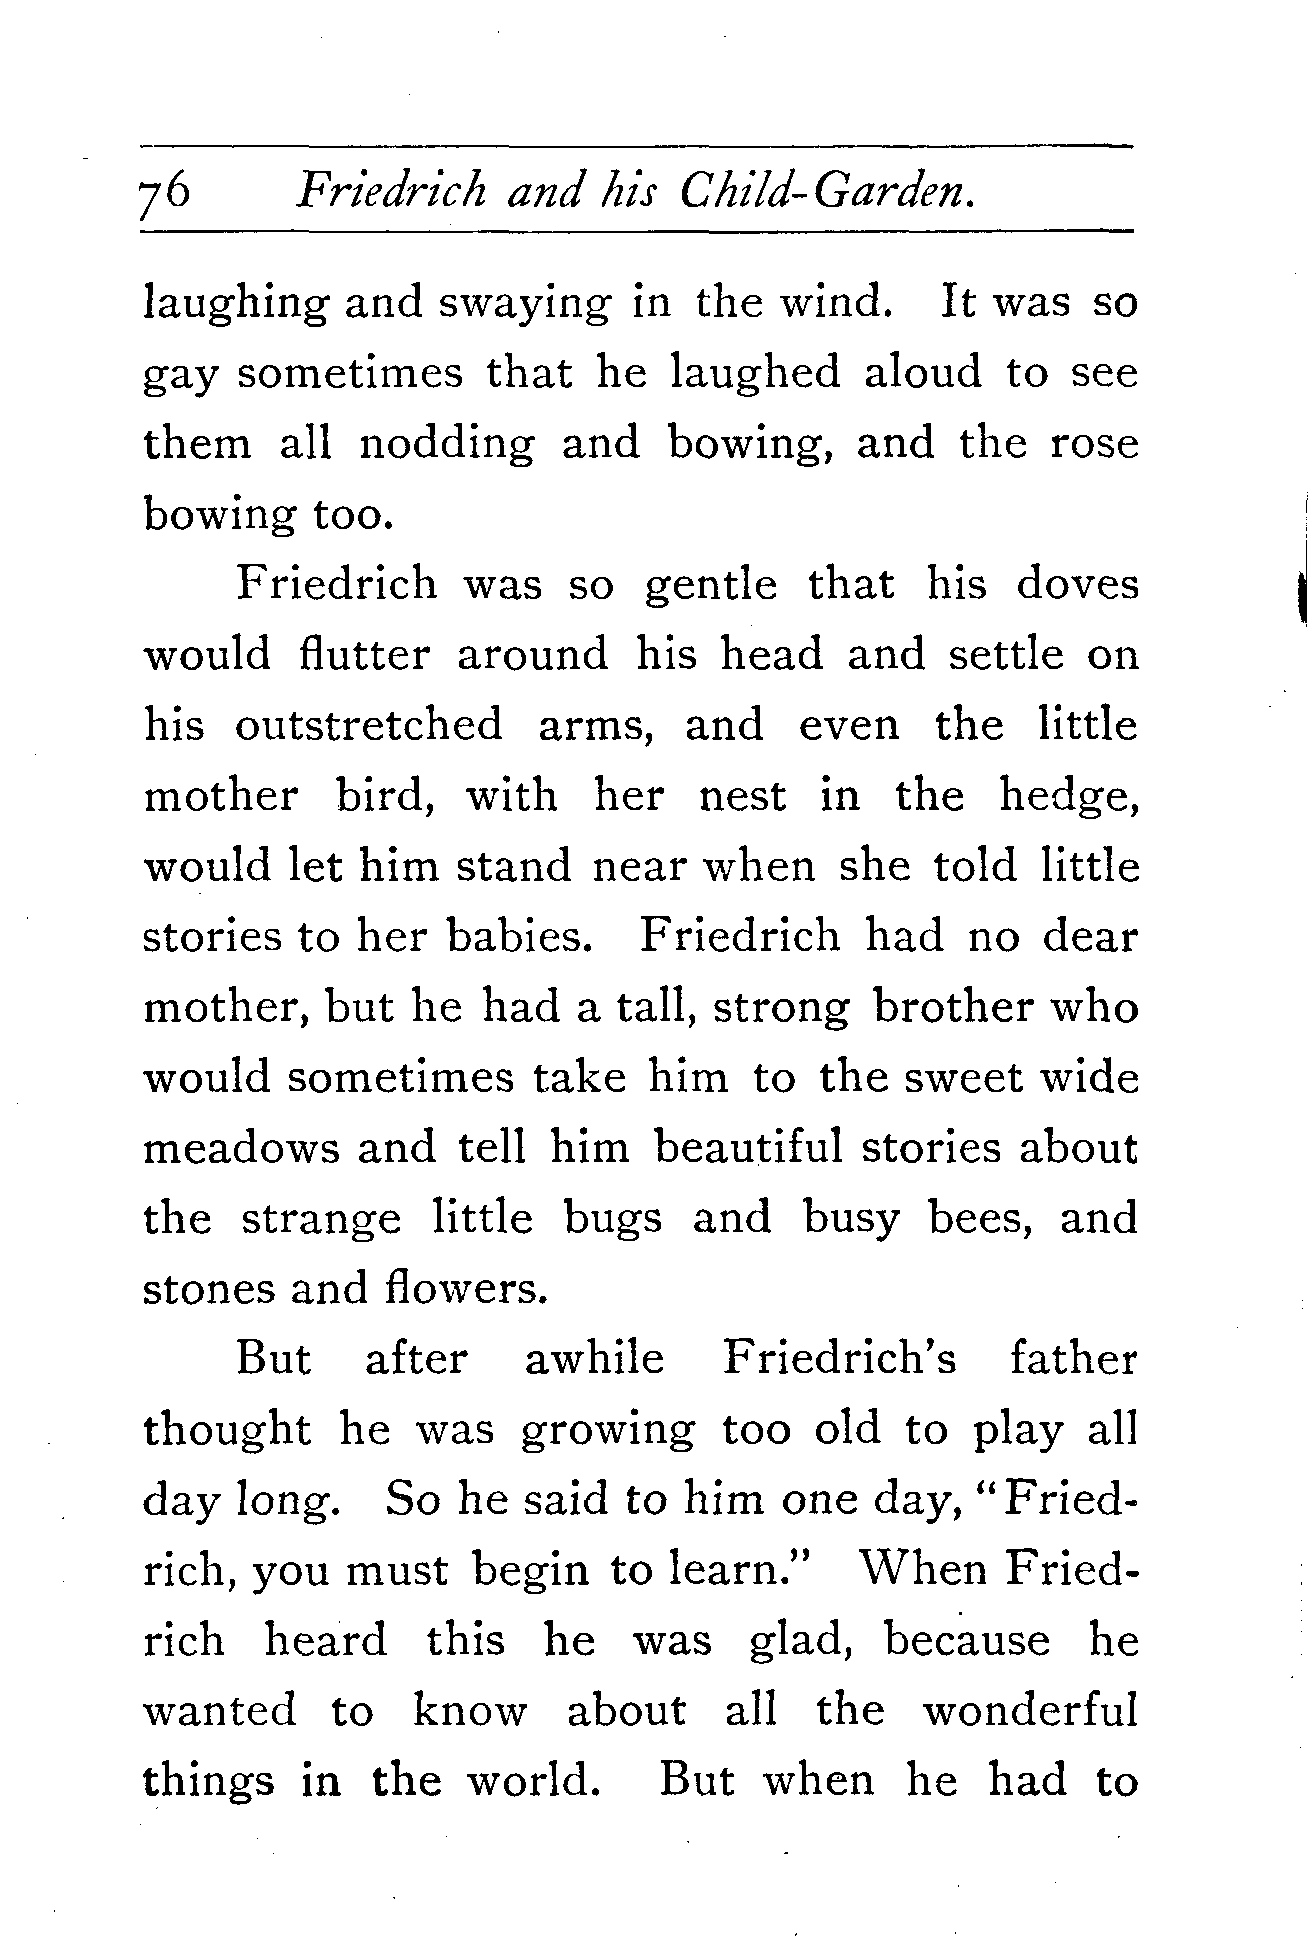 76 Friedrich and his Child-Garden.
laughing and swaying in the wind. It was so
gay sometimes that he laughed aloud to see
them all nodding and bowing, and the rose
bowing too.
Friedrich was so gentle that his doves
would flutter around his head and settle on
his outstretched arms, and even the little
mother bird, with her nest in the hedge,
would let him stand near when she told little
stories to her babies. Friedrich had no dear
mother, but he had a tall, strong brother who
would sometimes take him to the sweet wide
meadows and tell him beautiful stories about
the strange little bugs and busy bees, and
stones and flowers.
But after awhile Friedrich's father
thought he was growing too old to play all
day long. So he said to him one day, "Fried-
rich, you must begin to learn." When Fried-
rich heard this he was glad, because he
wanted to know about all the wonderful
things in the world. But when he had to